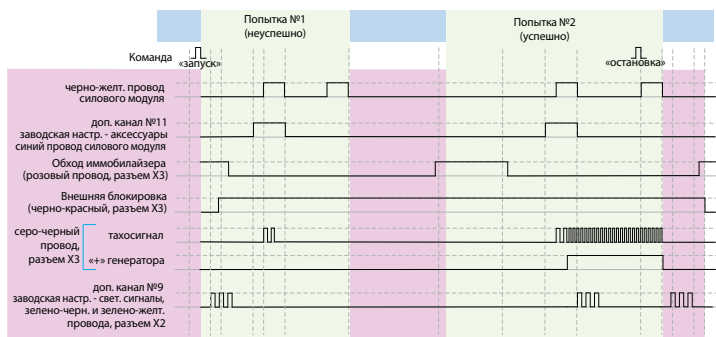 Попытка №1
(неуспешно)
Попытка №2
(успешно)
Команда
«запуск»
«остановка»
черно-желт. провод
силового модуля
доп. канал №11
заводская настр. - аксессуары
синий провод силового модуля
Обход иммобилайзера
(розовый провод, разъем X3)
Внешняя блокировка
(черно-красный, разъем X3)
серо-черный
провод,
разъем X3
тахосигнал
«+» генератора
доп. канал №9
заводская настр. - свет. сигналы,
зелено-черн. и зелено-желт.
провода, разъем X2